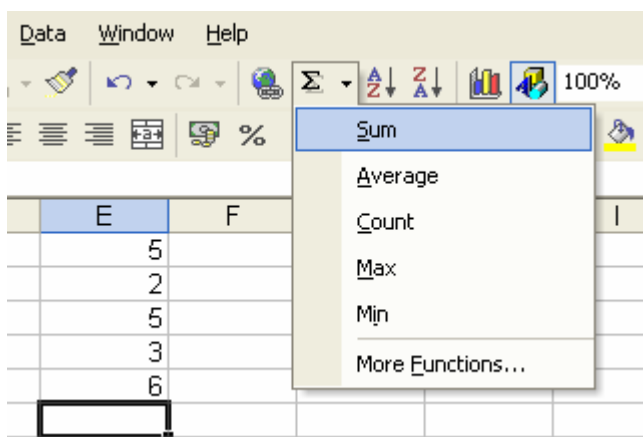 Data Window Help
Σ A Z Z A 100%
a %
Sum
Average
Count
Max
Min
More Functions...
E F I
5
2
5
3
6